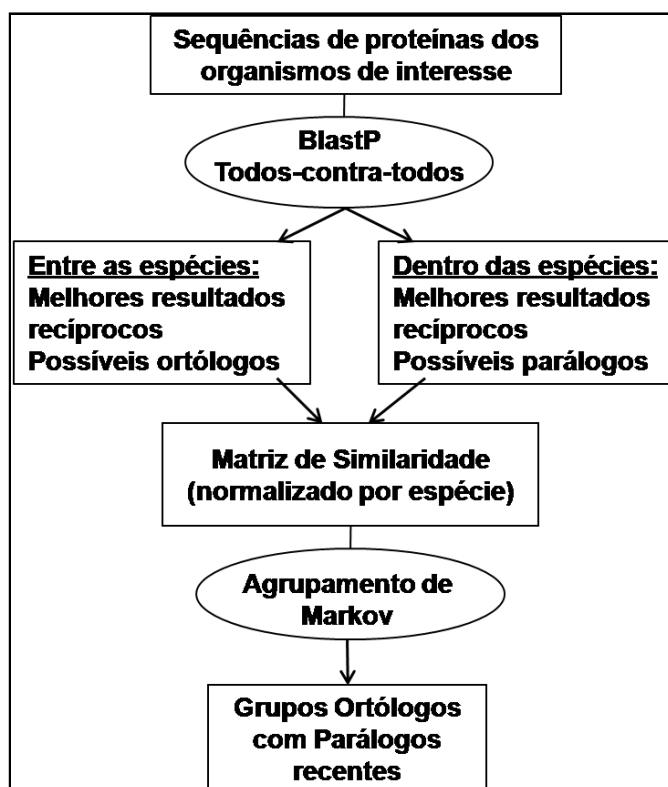 Sequências de proteínas dos
organismos de interesse
BlastP
Todos-contra-todos
Entre as espécies:
Melhores resultados
recíprocos
Possíveis ortólogos
Dentro das espécies:
Melhores resultados
recíprocos
Possíveis parálogos
Matriz de Similaridade
(normalizado por espécie)
Agrupamento de
Markov
Grupos Ortólogos
com Parálogos
recentes